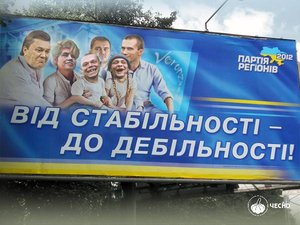 ПАРТІЯ
РЕГІОНІВ
2012
ВІД СТАБІЛЬНОСТІ –
ДО ДЕБІЛЬНОСТІ!
ЧЕСНО